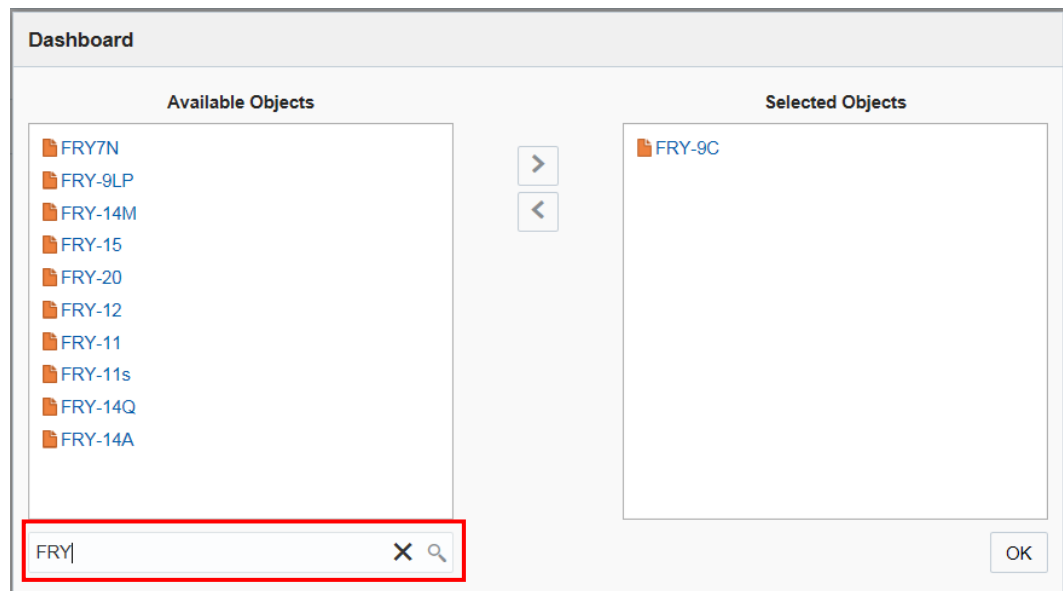 Dashboard
Available Objects
FRY7N
FRY-9LP
FRY-14M
FRY-15
FRY-20
FRY-12
FRY-11
FRY-11s
FRY-14Q
FRY-14A
FRY
Selected Objects
FRY-9C
OK